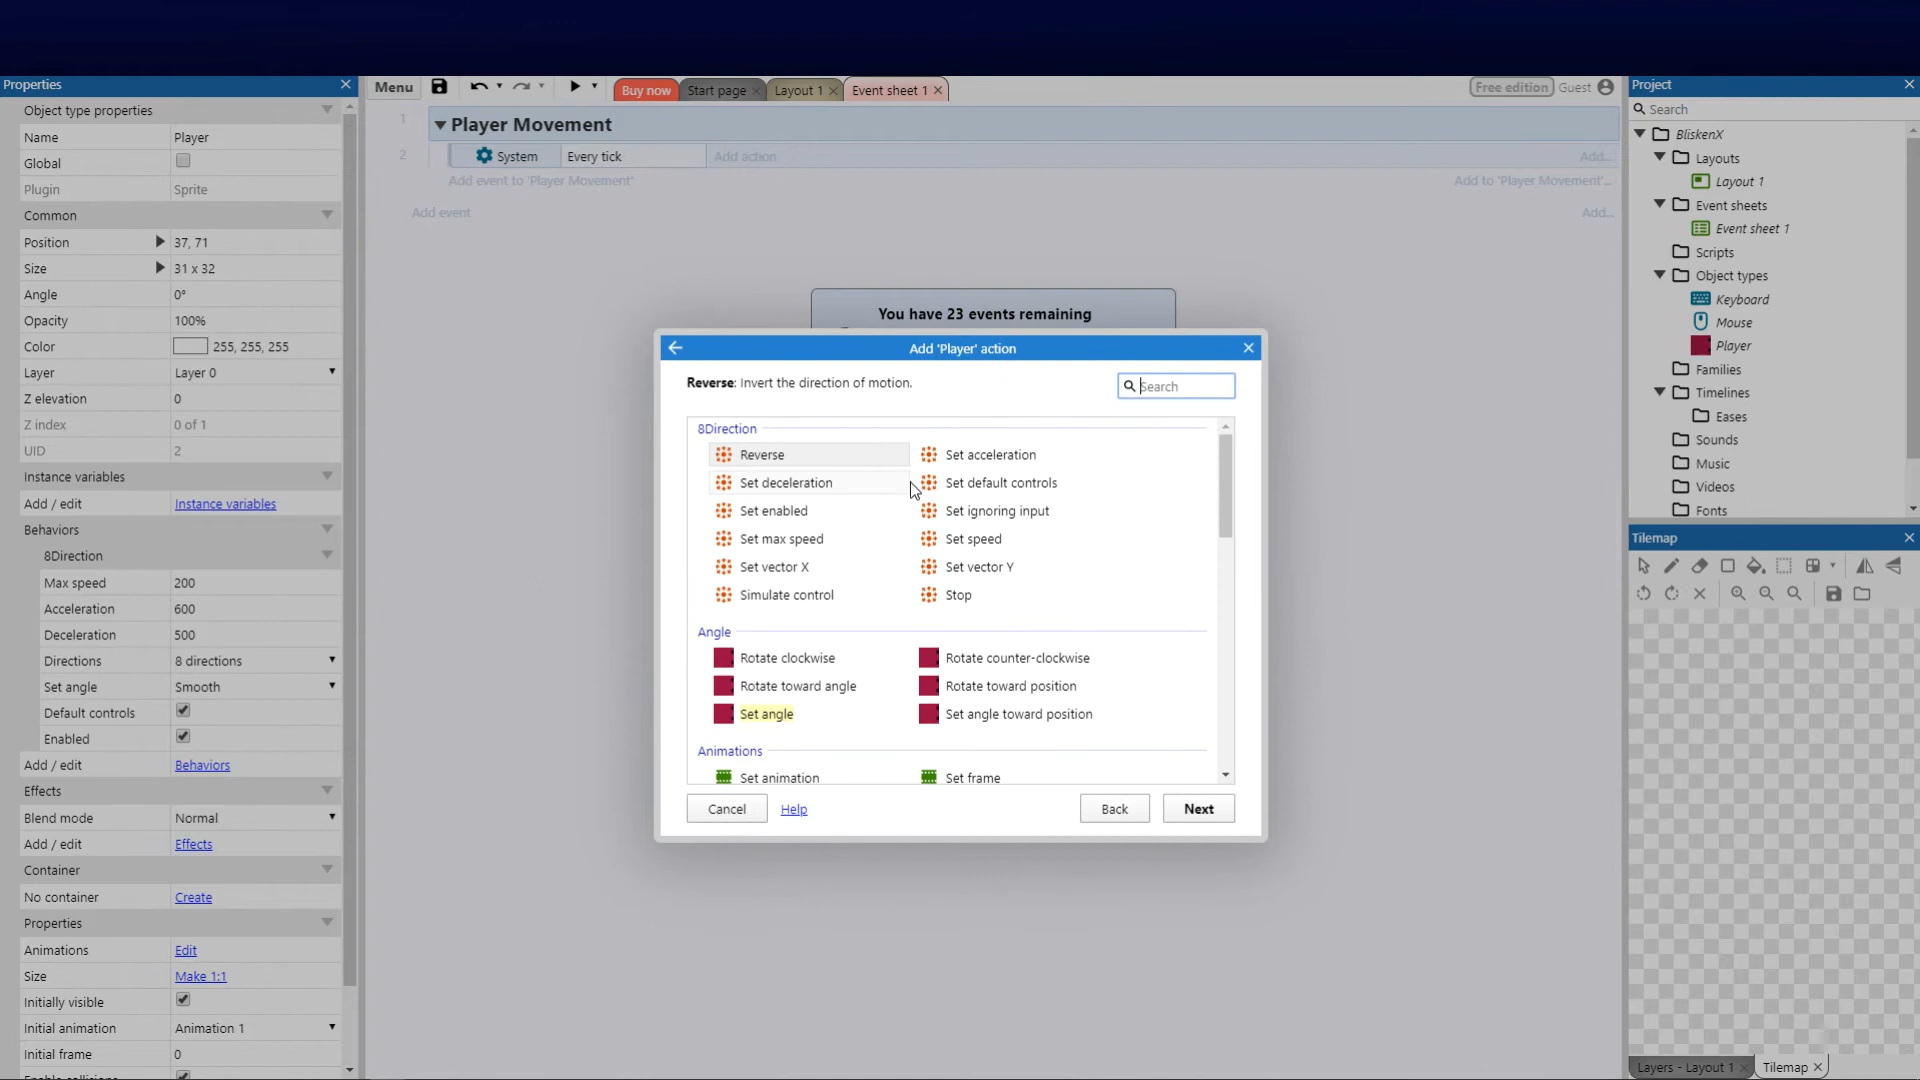 Properties
Object type properties
Name Player
Global
Plugin Sprite
Common
Position 37, 71
Size 31 x 32
Angle 0°
Opacity 100%
Color 255, 255, 255
Layer Layer 0
Z elevation 0
Z index 0 of 1
UID 2
Instance variables
Add / edit Instance variables
Behaviors
8Direction
Max speed 200
Acceleration 600
Deceleration 500
Directions 8 directions
Set angle Smooth
Default controls
Enabled
Add / edit Behaviors
Effects
Blend mode Normal
Add / edit Effects
Container
No container Create
Properties
Animations Edit
Size Make 1:1
Initially visible
Initial animation Animation 1
Initial frame 0
Enable collisions
Menu Buy now Start page Layout 1 Event sheet 1 Free edition Guest
1 Player Movement
2 System Every tick Add action Add...
Add event to 'Player Movement' Add to 'Player Movement'...
Add event Add...
You have 23 events remaining
Add 'Player' action
Reverse: Invert the direction of motion.
Search
8Direction
Reverse Set acceleration
Set deceleration Set default controls
Set enabled Set ignoring input
Set max speed Set speed
Set vector X Set vector Y
Simulate control Stop
Angle
Rotate clockwise Rotate counter-clockwise
Rotate toward angle Rotate toward position
Set angle Set angle toward position
Animations
Set animation Set frame
Cancel Help Back Next
Project
Search
BliskenX
Layouts
Layout 1
Event sheets
Event sheet 1
Scripts
Object types
Keyboard
Mouse
Player
Families
Timelines
Eases
Sounds
Music
Videos
Fonts
Tilemap
Layers - Layout 1 Tilemap